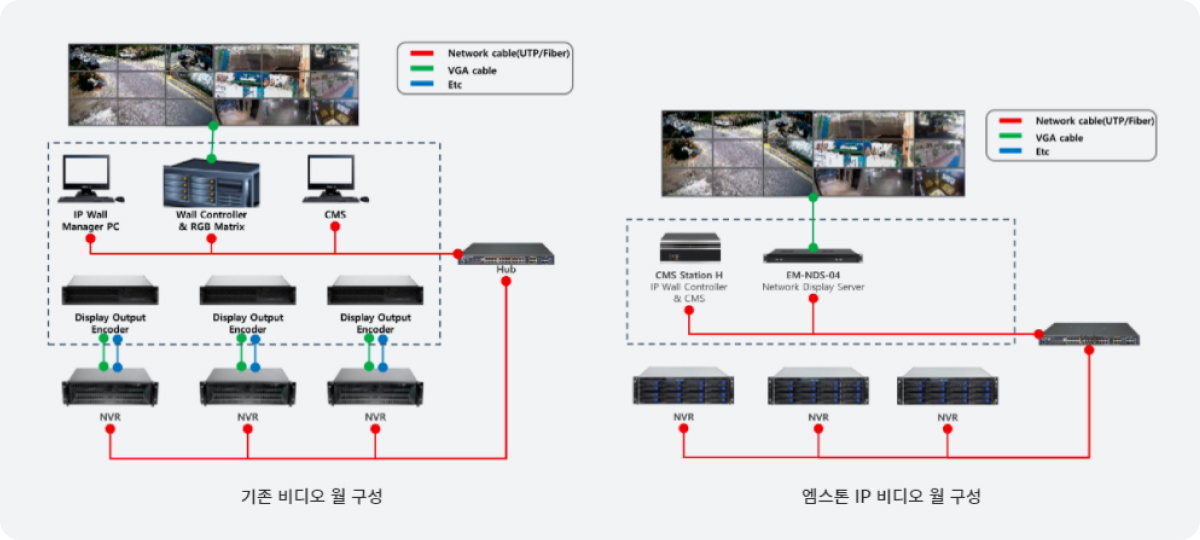 Network cable(UTP/Fiber)
VGA cable
Etc
IP Wall
Manager PC
Wall Controller
& RGB Matrix
CMS
Hub
Display Output
Encoder
Display Output
Encoder
Display Output
Encoder
NVR
NVR
NVR
기존 비디오 월 구성
Network cable(UTP/Fiber)
VGA cable
Etc
CMS Station H
IP Wall Controller
& CMS
EM-NDS-04
Network Display Server
NVR
NVR
NVR
엠스톤 IP 비디오 월 구성